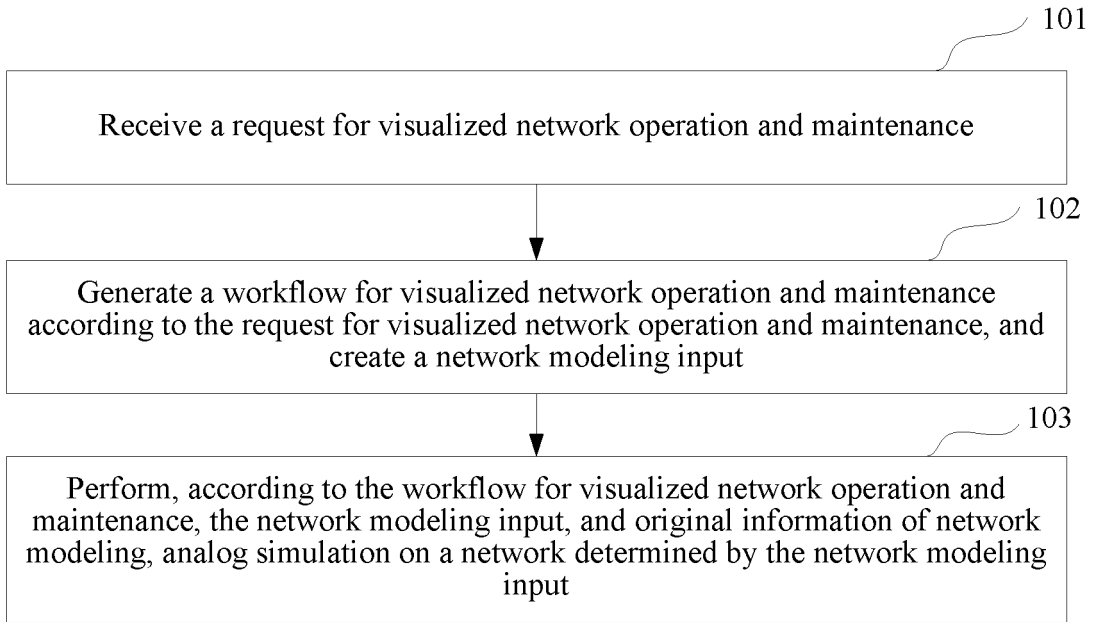 101
Receive a request for visualized network operation and maintenance
102
Generate a workflow for visualized network operation and maintenance
according to the request for visualized network operation and maintenance, and
create a network modeling input
103
Perform, according to the workflow for visualized network operation and
maintenance, the network modeling input, and original information of network
modeling, analog simulation on a network determined by the network modeling
input